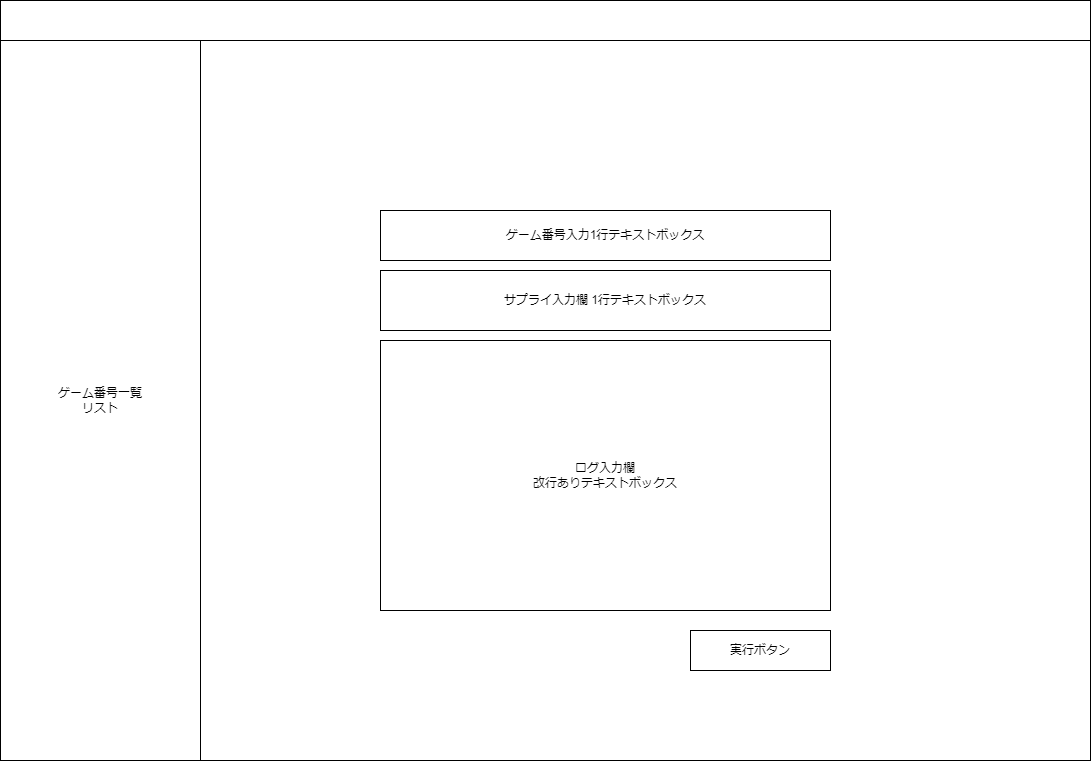 ゲーム番号入力1行テキストボックス
サプライ入力欄 1行テキストボックス
ゲーム番号一覧
リスト
ログ入力欄
改行ありテキストボックス
実行ボタン